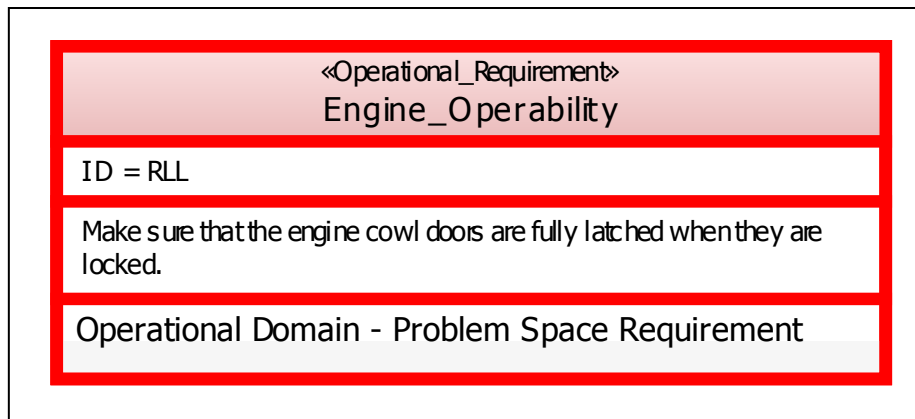 «Operational_Requirement»
Engine_Operability
ID = RLL
Make sure that the engine cowl doors are fully latched when they are
locked.
Operational Domain - Problem Space Requirement